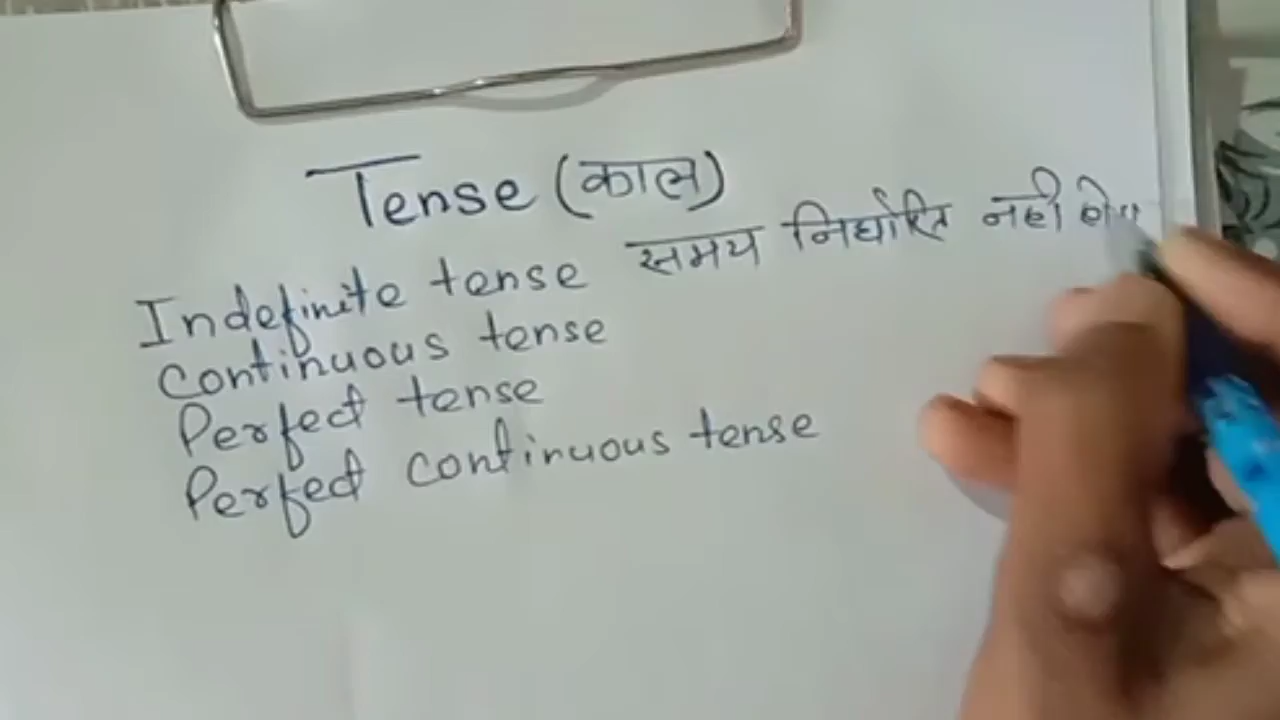 Tense (काल)
Indefinite tense समय निर्धारित नही
Continuous tense
Perfect tense
Perfect continuous tense